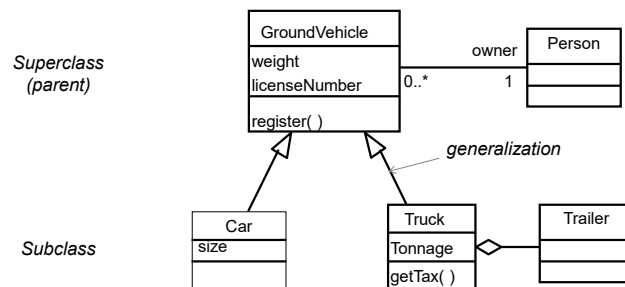 GroundVehicle
weight
licenseNumber
register( )
owner
0..*
1
Person
Superclass
(parent)
generalization
Subclass
Car
size
Truck
Tonnage
getTax( )
Trailer